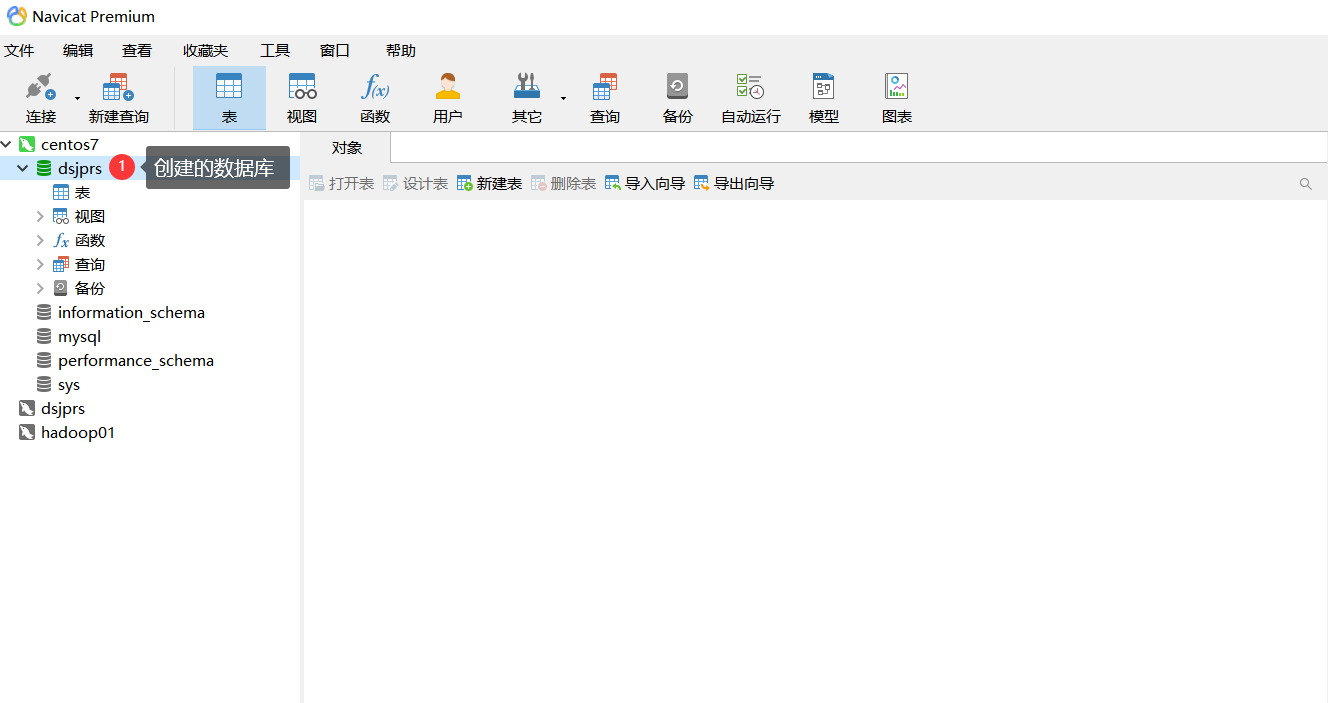 Navicat Premium
文件 编辑 查看 收藏夹 工具 窗口 帮助
连接 新建查询 表 视图 函数 用户 其它 查询 备份 自动运行 模型 图表
centos7
对象
dsjprs 1 创建的数据库
打开表 设计表 新建表 删除表 导入向导 导出向导
表
视图
函数
查询
备份
information_schema
mysql
performance_schema
sys
dsjprs
hadoop01